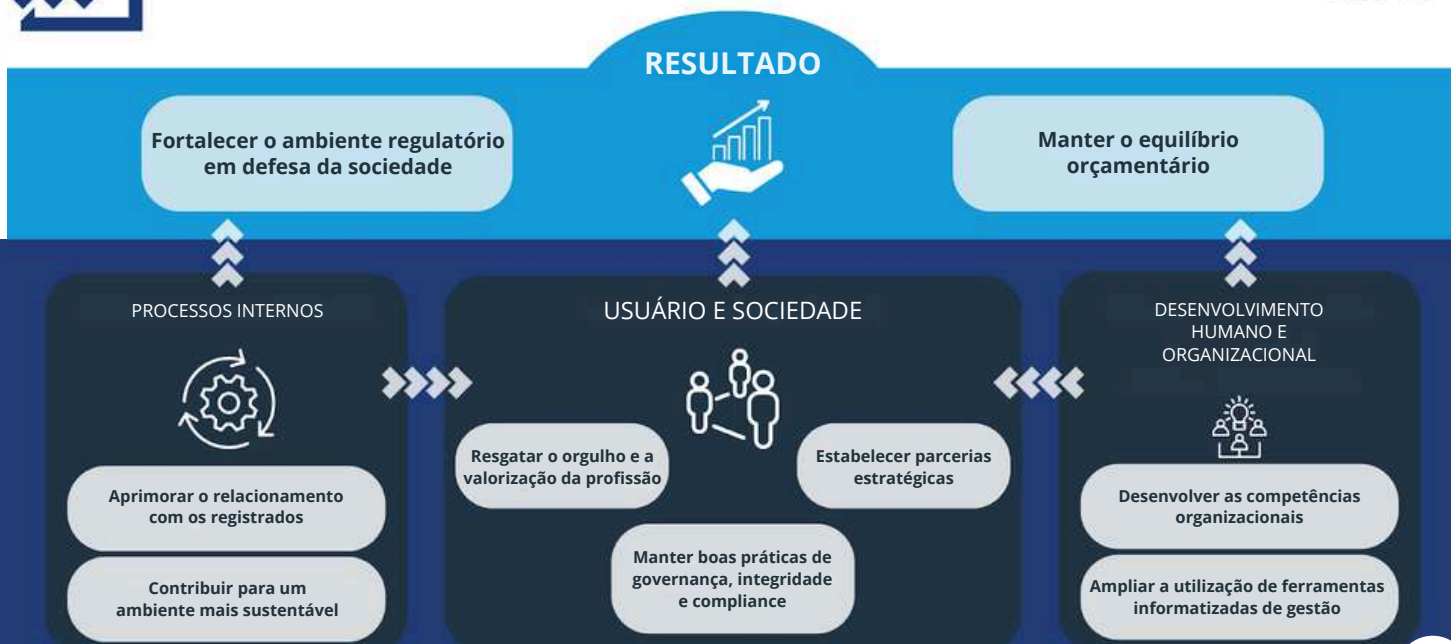 RESULTADO
Fortalecer o ambiente regulatório
em defesa da sociedade
Manter o equilíbrio
orçamentário
PROCESSOS INTERNOS
Aprimorar o relacionamento
com os registrados
Contribuir para um
ambiente mais sustentável
USUÁRIO E SOCIEDADE
Resgatar o orgulho e a
valorização da profissão
Estabelecer parcerias
estratégicas
Manter boas práticas de
governança, integridade
e compliance
DESENVOLVIMENTO
HUMANO E
ORGANIZACIONAL
Desenvolver as competências
organizacionais
Ampliar a utilização de ferramentas
informatizadas de gestão